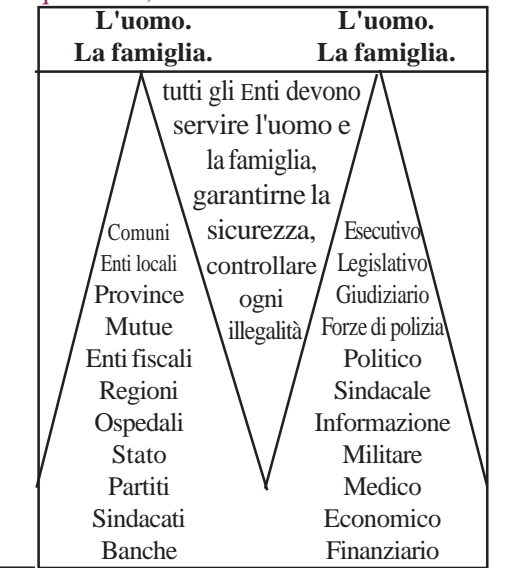 L'uomo.
La famiglia.
L'uomo.
La famiglia.
tutti gli Enti devono
servire l'uomo e
la famiglia,
garantirne la
sicurezza,
controllare
ogni
illegalità
Comuni
Enti locali
Province
Mutue
Enti fiscali
Regioni
Ospedali
Stato
Partiti
Sindacati
Banche
Esecutivo
Legislativo
Giudiziario
Forze di polizia
Politico
Sindacale
Informazione
Militare
Medico
Economico
Finanziario